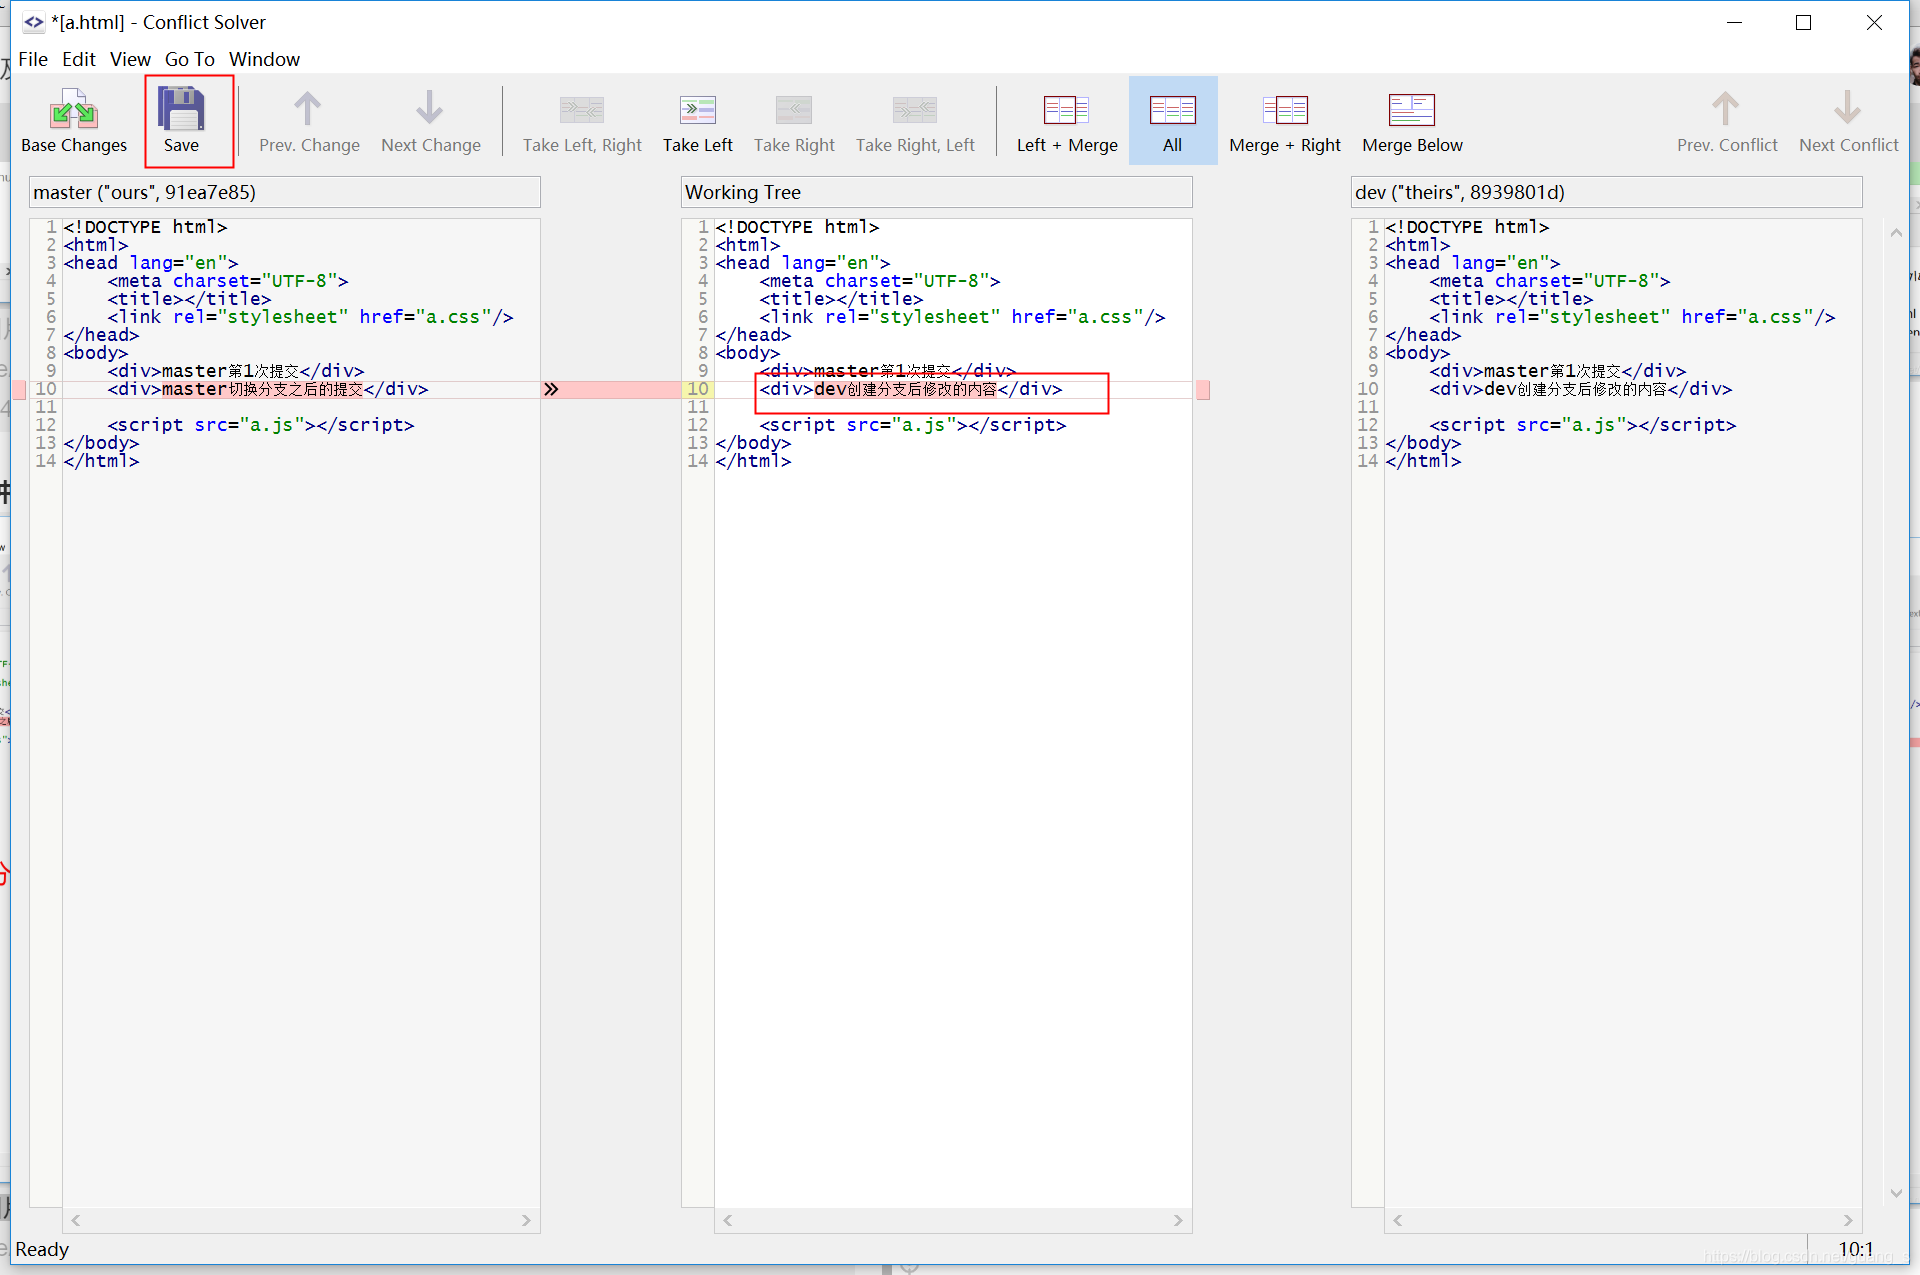 *[a.html] - Conflict Solver
File Edit View Go To Window
Base Changes Save Prev. Change Next Change Take Left, Right Take Left Take Right Take Right, Left Left + Merge All Merge + Right Merge Below Prev. Conflict Next Conflict
master ("ours", 91ea7e85)
1 <!DOCTYPE html>
2 <html>
3 <head lang="en">
4 <meta charset="UTF-8">
5 <title></title>
6 <link rel="stylesheet" href="a.css"/>
7 </head>
8 <body>
9 <div>master第1次提交</div>
10 <div>master切换分支之后的提交</div>
11
12 <script src="a.js"></script>
13 </body>
14 </html>
Working Tree
1 <!DOCTYPE html>
2 <html>
3 <head lang="en">
4 <meta charset="UTF-8">
5 <title></title>
6 <link rel="stylesheet" href="a.css"/>
7 </head>
8 <body>
9 <div>master第1次提交</div>
10 <div>dev创建分支后修改的内容</div>
11
12 <script src="a.js"></script>
13 </body>
14 </html>
dev ("theirs", 8939801d)
1 <!DOCTYPE html>
2 <html>
3 <head lang="en">
4 <meta charset="UTF-8">
5 <title></title>
6 <link rel="stylesheet" href="a.css"/>
7 </head>
8 <body>
9 <div>master第1次提交</div>
10 <div>dev创建分支后修改的内容</div>
11
12 <script src="a.js"></script>
13 </body>
14 </html>
Ready
10:1